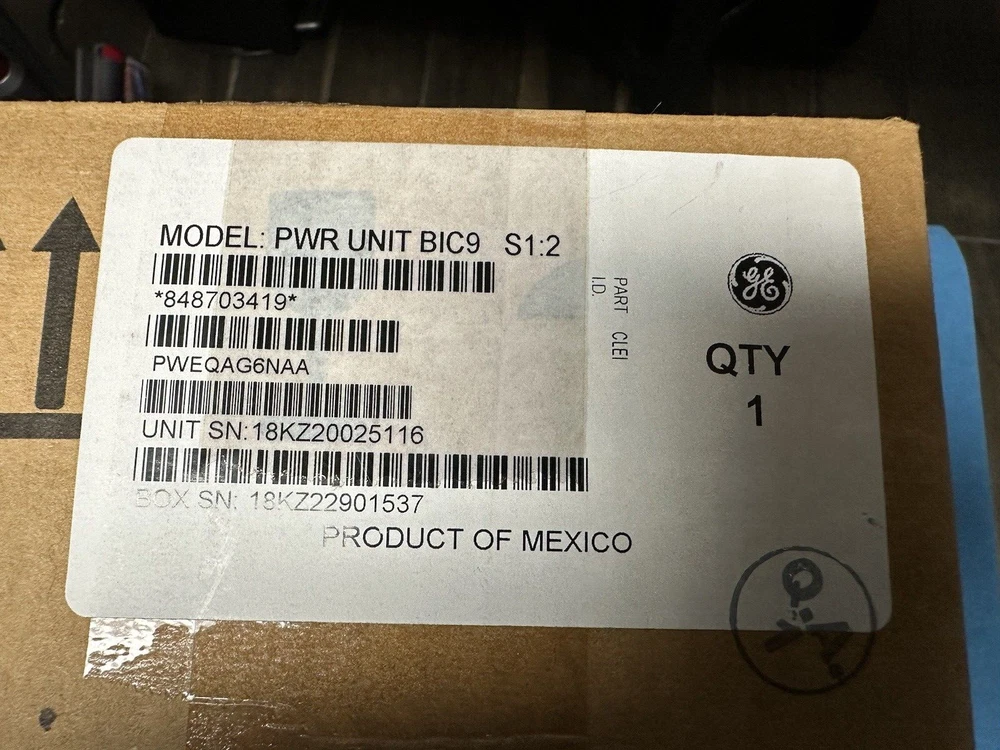 MODEL: PWR UNIT BIC9 S1:2
*848703419*
PWEQAG6NAA
UNIT SN:18KZ20025116
BOX SN: 18KZ22901537
PRODUCT OF MEXICO
PART CLEI
I.D.
GE
QTY
1
Q.A.